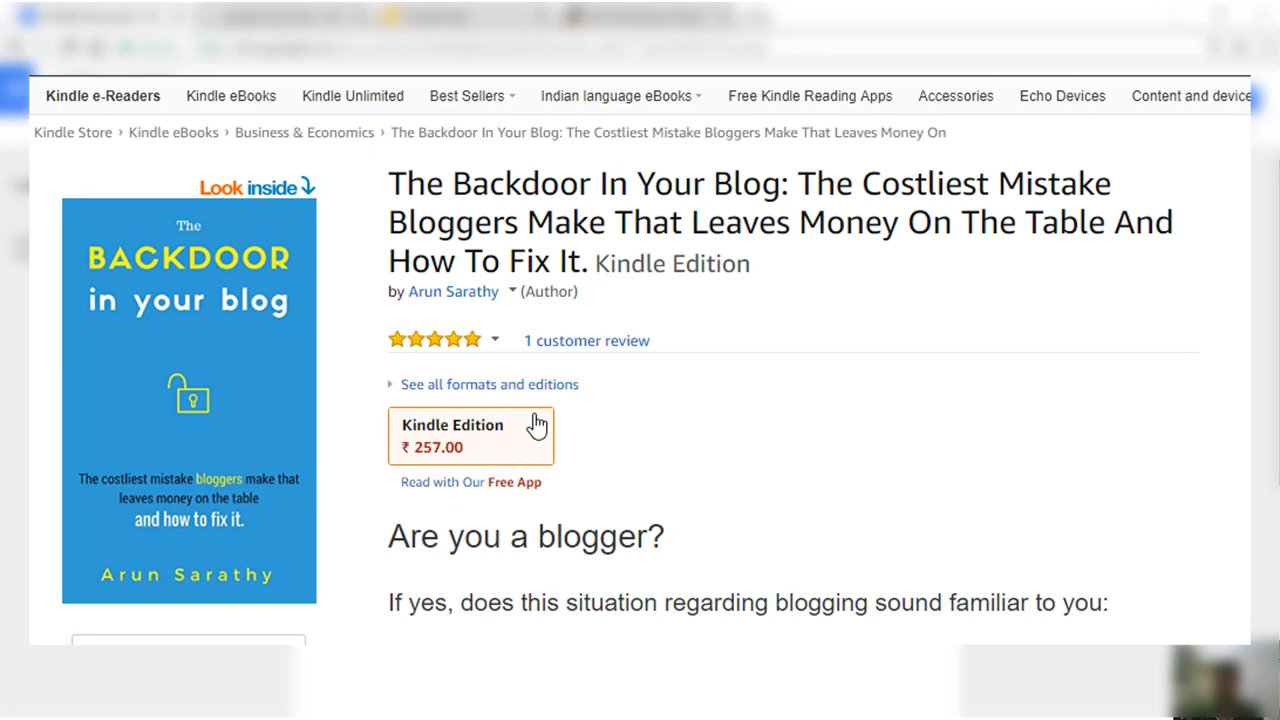 Kindle e-Readers Kindle eBooks Kindle Unlimited Best Sellers Indian language eBooks Free Kindle Reading Apps Accessories Echo Devices Content and device
Kindle Store › Kindle eBooks › Business & Economics › The Backdoor In Your Blog: The Costliest Mistake Bloggers Make That Leaves Money On
Look inside
The
BACKDOOR
in your blog
The costliest mistake bloggers make that
leaves money on the table
and how to fix it.
Arun Sarathy
The Backdoor In Your Blog: The Costliest Mistake
Bloggers Make That Leaves Money On The Table And
How To Fix It. Kindle Edition
by Arun Sarathy (Author)
1 customer review
See all formats and editions
Kindle Edition
₹ 257.00
Read with Our Free App
Are you a blogger?
If yes, does this situation regarding blogging sound familiar to you: